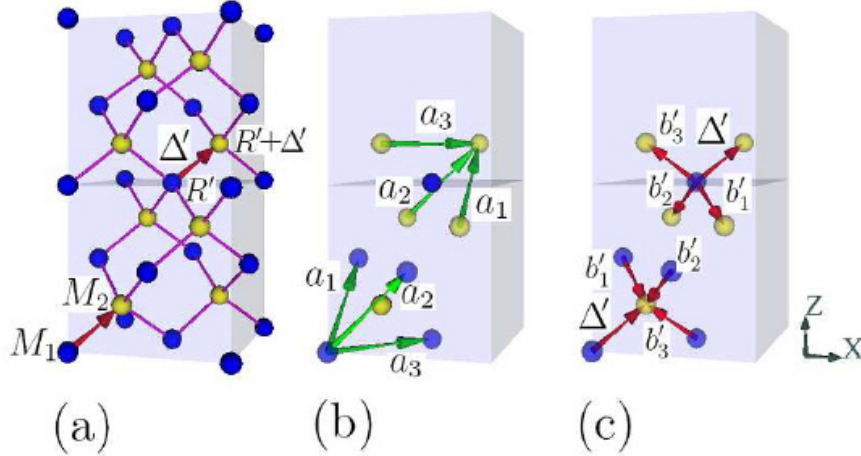 Δ′
R′+Δ′
R′
M₂
M₁
(a)
a₃
a₂
a₁
a₁
a₂
a₃
(b)
b′₃
Δ′
b′₂
b′₁
b′₁
b′₂
Δ′
b′₃
(c)
Z
X